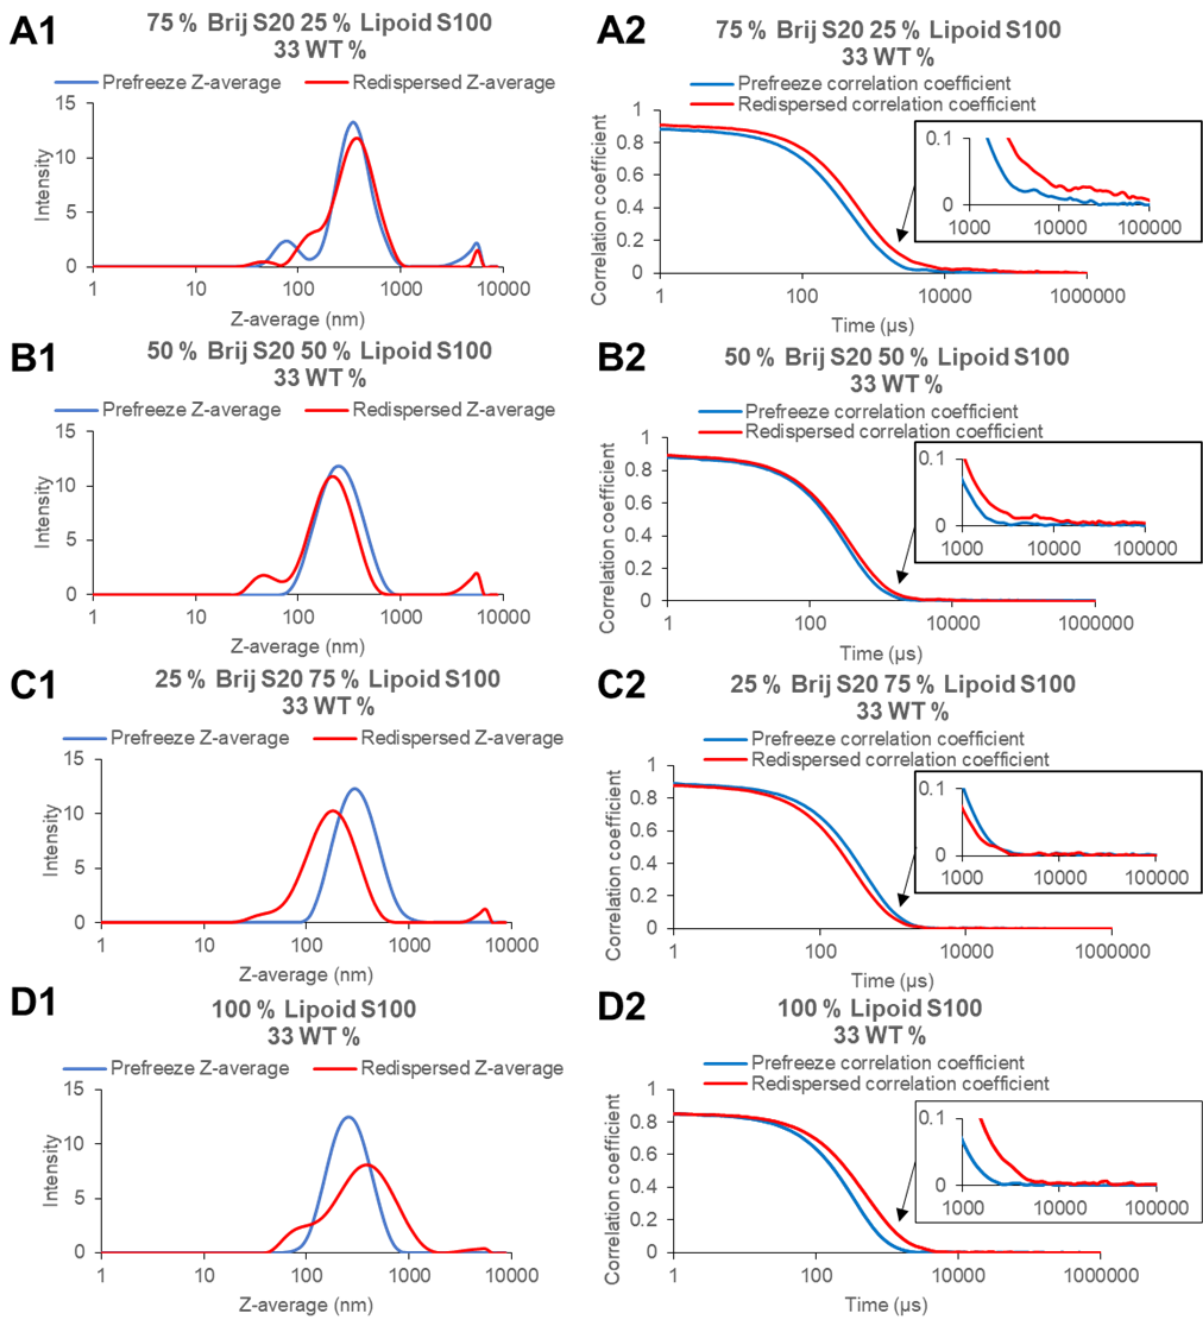 A1
75 % Brij S20 25 % Lipoid S100
33 WT %
Prefreeze Z-average
Redispersed Z-average
15
10
5
0
Intensity
1
10
100
1000
10000
Z-average (nm)
A2
75 % Brij S20 25 % Lipoid S100
33 WT %
Prefreeze correlation coefficient
Redispersed correlation coefficient
1
0.8
0.6
0.4
0.2
0
Correlation coefficient
1
100
10000
1000000
Time (µs)
0.1
0
1000
10000
100000
B1
50 % Brij S20 50 % Lipoid S100
33 WT %
Prefreeze Z-average
Redispersed Z-average
15
10
5
0
Intensity
1
10
100
1000
10000
Z-average (nm)
B2
50 % Brij S20 50 % Lipoid S100
33 WT %
Prefreeze correlation coefficient
Redispersed correlation coefficient
1
0.8
0.6
0.4
0.2
0
Correlation coefficient
1
100
10000
1000000
Time (µs)
0.1
0
1000
10000
100000
C1
25 % Brij S20 75 % Lipoid S100
33 WT %
Prefreeze Z-average
Redispersed Z-average
15
10
5
0
Intensity
1
10
100
1000
10000
Z-average (nm)
C2
25 % Brij S20 75 % Lipoid S100
33 WT %
Prefreeze correlation coefficient
Redispersed correlation coefficient
1
0.8
0.6
0.4
0.2
0
Correlation coefficient
1
100
10000
1000000
Time (µs)
0.1
0
1000
10000
100000
D1
100 % Lipoid S100
33 WT %
Prefreeze Z-average
Redispersed Z-average
15
10
5
0
Intensity
1
10
100
1000
10000
Z-average (nm)
D2
100 % Lipoid S100
33 WT %
Prefreeze correlation coefficient
Redispersed correlation coefficient
1
0.8
0.6
0.4
0.2
0
Correlation coefficient
1
100
10000
1000000
Time (µs)
0.1
0
1000
10000
100000